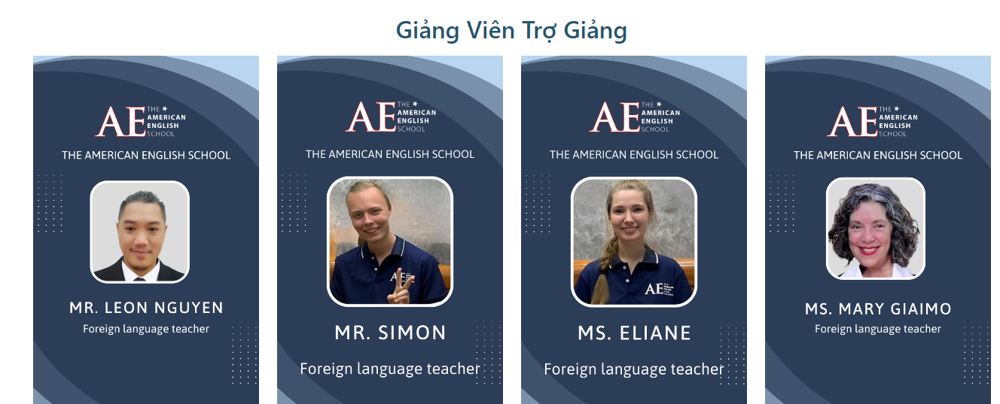 Giảng Viên Trợ Giảng
AE THE
AMERICAN
ENGLISH
SCHOOL
THE AMERICAN ENGLISH SCHOOL
MR. LEON NGUYEN
Foreign language teacher
AE THE
AMERICAN
ENGLISH
SCHOOL
THE AMERICAN ENGLISH SCHOOL
AE
MR. SIMON
Foreign language teacher
AE THE
AMERICAN
ENGLISH
SCHOOL
THE AMERICAN ENGLISH SCHOOL
AE
MS. ELIANE
Foreign language teacher
AE THE
AMERICAN
ENGLISH
SCHOOL
THE AMERICAN ENGLISH SCHOOL
MS. MARY GIAIMO
Foreign language teacher